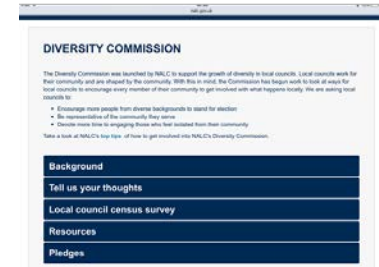 nalc.gov.uk
DIVERSITY COMMISSION
The Diversity Commission was launched by NALC to support the growth of diversity in local councils. Local councils work for
their community and are shaped by the community. With this in mind, the Commission has begun work to look at ways for
local councils to encourage every member of their community to get involved with what happens locally. We are asking local
councils to:
• Encourage more people from diverse backgrounds to stand for election
• Be representative of the community they serve
• Devote more time to engaging those who feel isolated from their community
Take a look at NALC's top tips of how to get involved into NALC's Diversity Commission.
Background
Tell us your thoughts
Local council census survey
Resources
Pledges